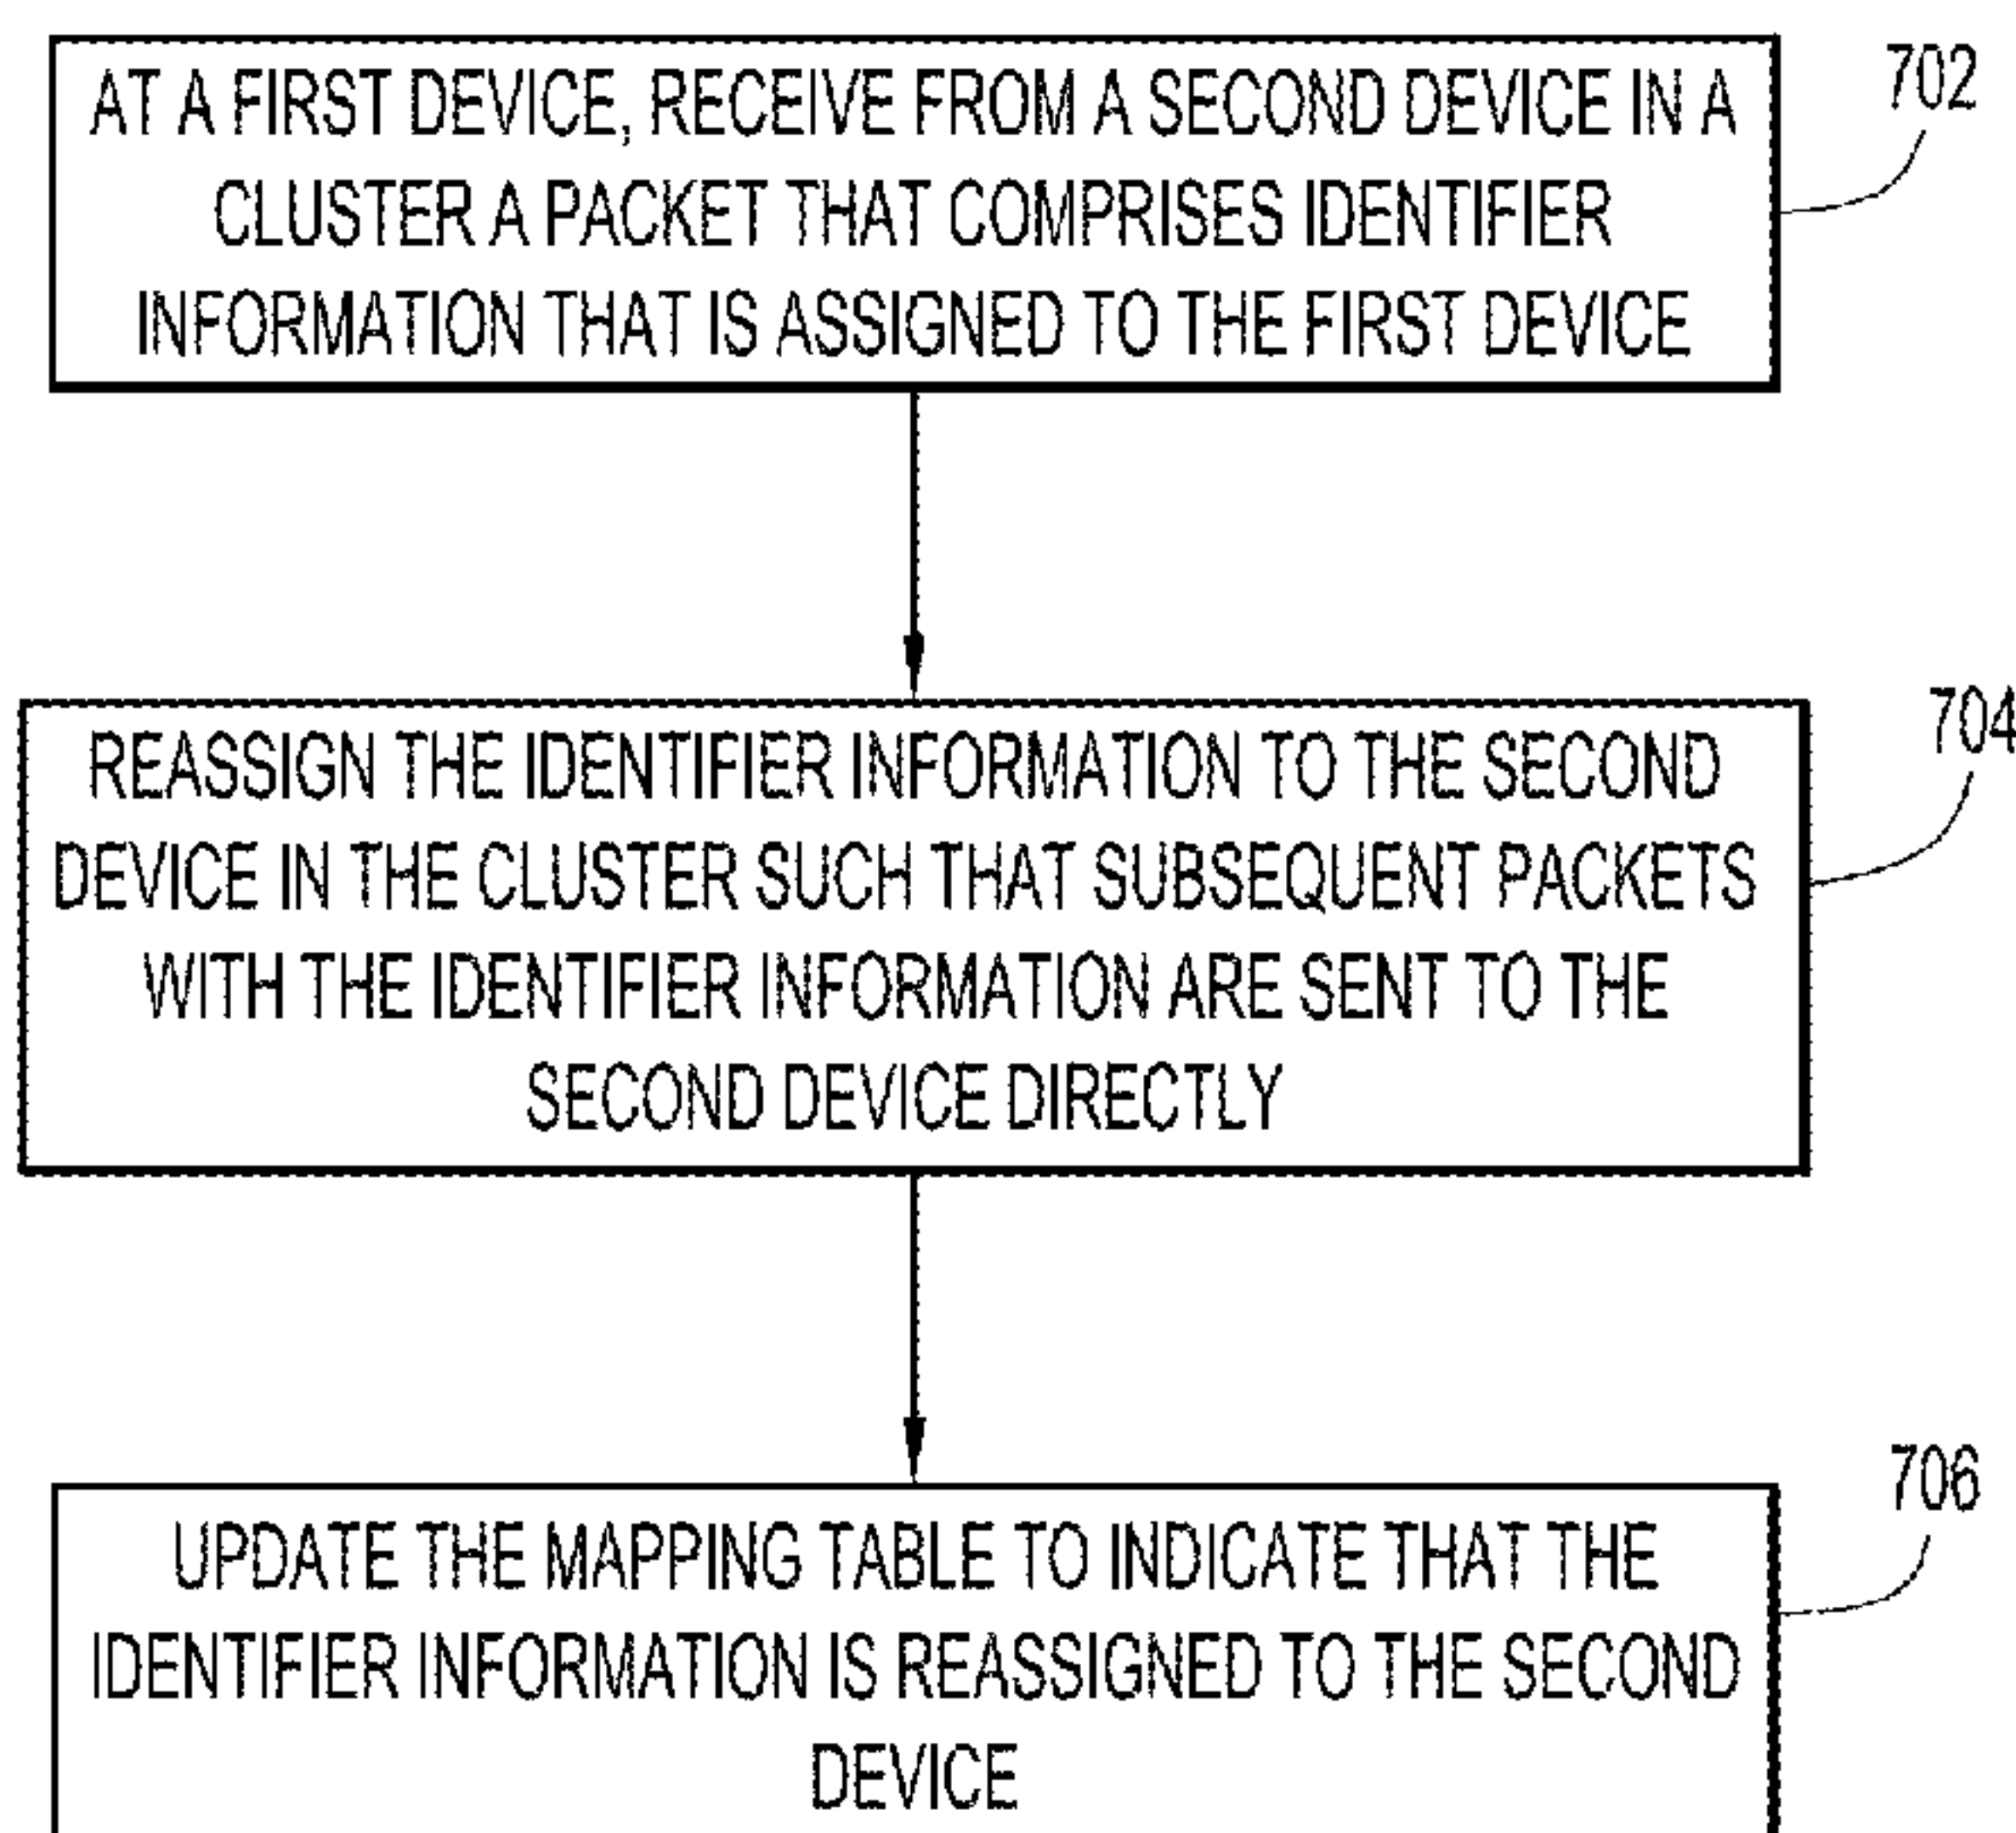 AT A FIRST DEVICE, RECEIVE FROM A SECOND DEVICE IN A
CLUSTER A PACKET THAT COMPRISES IDENTIFIER
INFORMATION THAT IS ASSIGNED TO THE FIRST DEVICE
702
REASSIGN THE IDENTIFIER INFORMATION TO THE SECOND
DEVICE IN THE CLUSTER SUCH THAT SUBSEQUENT PACKETS
WITH THE IDENTIFIER INFORMATION ARE SENT TO THE
SECOND DEVICE DIRECTLY
704
UPDATE THE MAPPING TABLE TO INDICATE THAT THE
IDENTIFIER INFORMATION IS REASSIGNED TO THE SECOND
DEVICE
706